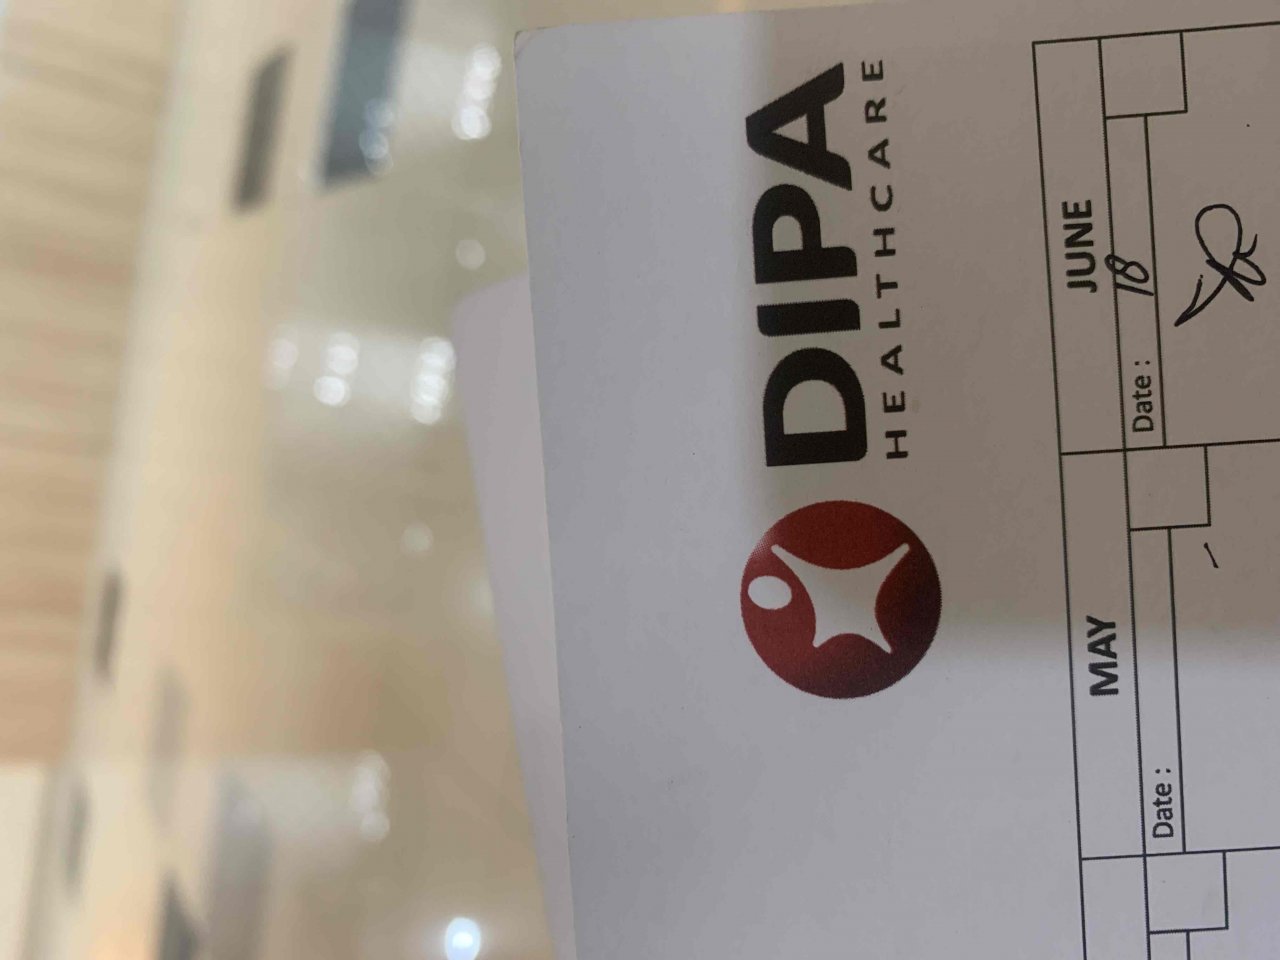 DIPA
HEALTHCARE
MAY JUNE
Date : Date : 18